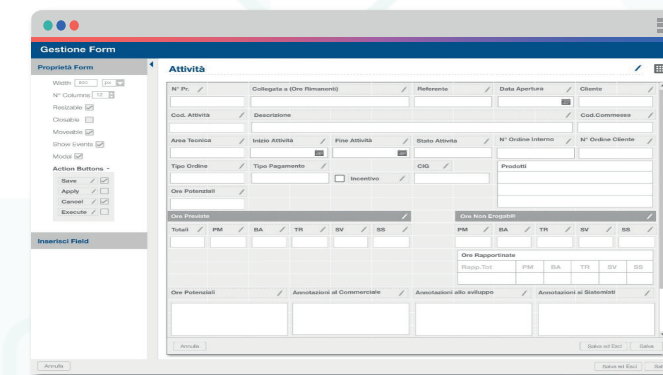 Gestione Form
Proprietà Form
Width px
N° Columns 12
Resizable
Closable
Moveable
Show Events
Modal
Action Buttons -
Save
Apply
Cancel
Execute
Inserisci Field
Attività
N° Pr. Collegata a (Ore Rimanenti) Referente Data Apertura Cliente
Cod. Attività Descrizione Cod.Commessa
Area Tecnica Inizio Attività Fine Attività Stato Attività N° Ordine Interno N° Ordine Cliente
Tipo Ordine Tipo Pagamento Incentivo CIG Prodotti
Ore Potenziali
Ore Previste Ore Non Erogabili
Totali PM BA TR SV SS PM BA TR SV SS
Ore Rapportinate
Rapp.Tot PM BA TR SV SS
Ore Potenziali Annotazioni al Commerciale Annotazioni allo sviluppo Annotazioni ai Sistemisti
Annulla Salva ed Esci Salva
Annulla Salva ed Esci